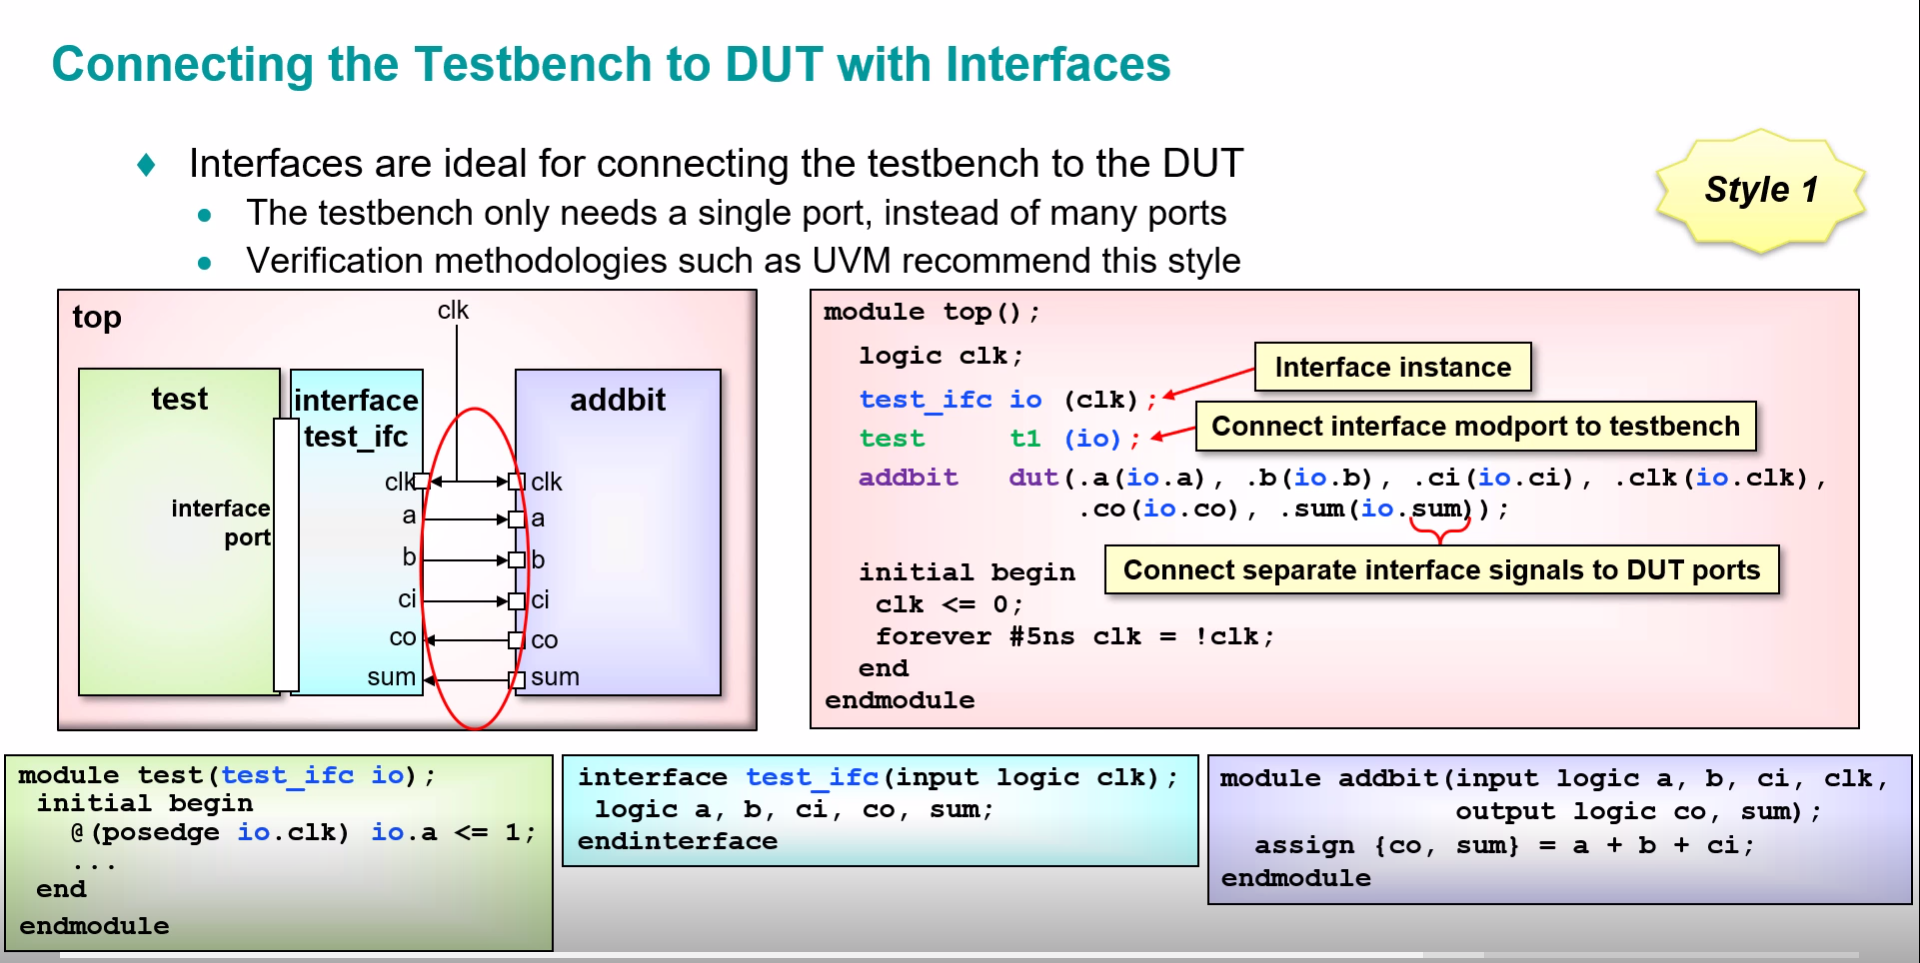 Connecting the Testbench to DUT with Interfaces
Interfaces are ideal for connecting the testbench to the DUT
The testbench only needs a single port, instead of many ports
Verification methodologies such as UVM recommend this style
Style 1
top
clk
test
interface
test_ifc
addbit
interface
port
clk
clk
a
a
b
b
ci
ci
co
co
sum
sum
module top();
logic clk;
test_ifc io (clk);
Interface instance
test t1 (io);
Connect interface modport to testbench
addbit dut(.a(io.a), .b(io.b), .ci(io.ci), .clk(io.clk),
.co(io.co), .sum(io.sum));
Connect separate interface signals to DUT ports
initial begin
clk <= 0;
forever #5ns clk = !clk;
end
endmodule
module test(test_ifc io);
initial begin
@(posedge io.clk) io.a <= 1;
...
end
endmodule
interface test_ifc(input logic clk);
logic a, b, ci, co, sum;
endinterface
module addbit(input logic a, b, ci, clk,
output logic co, sum);
assign {co, sum} = a + b + ci;
endmodule